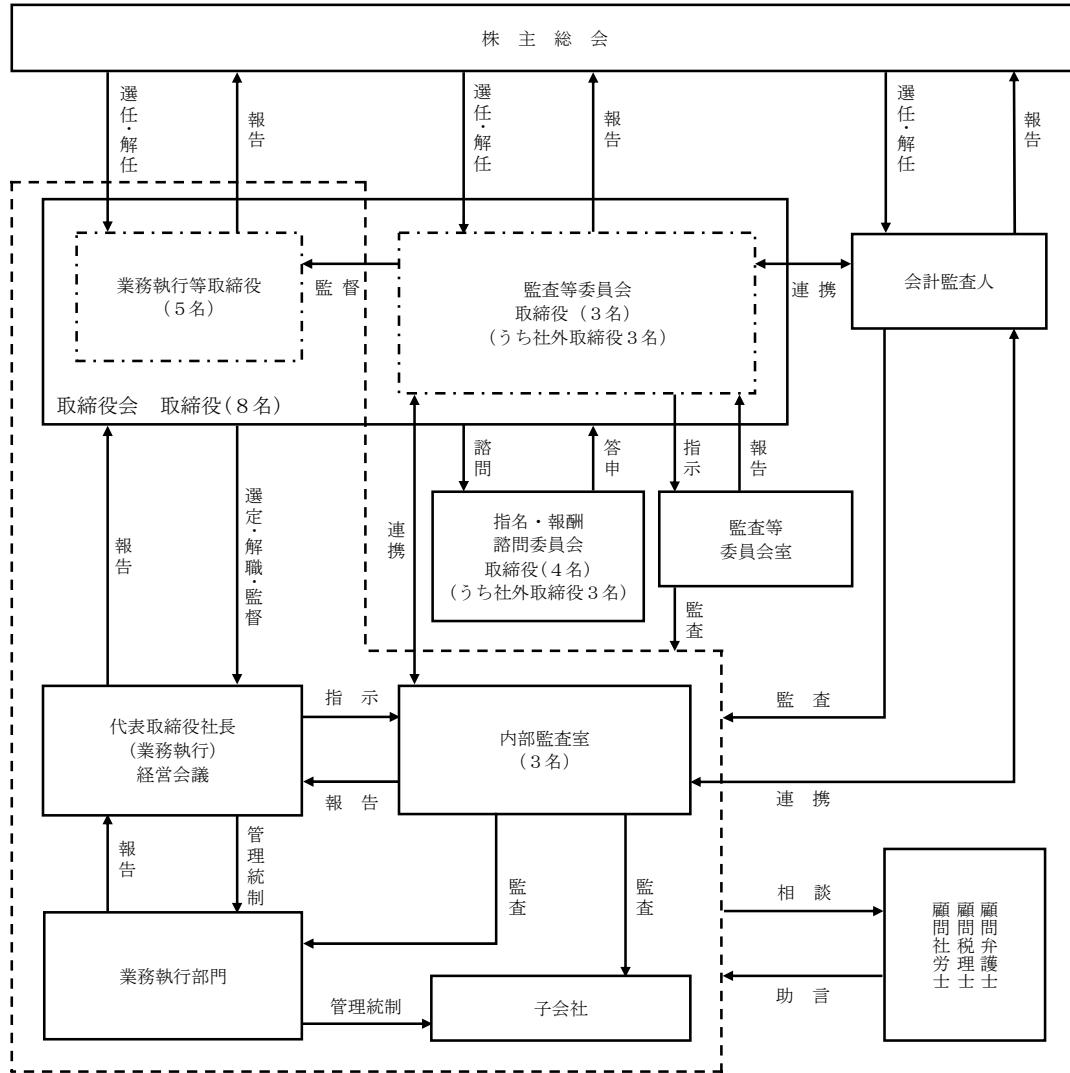 株主総会
選任・解任
報告
選任・解任
報告
選任・解任
報告
業務執行等取締役
(5名)
監督
監査等委員会
取締役(3名)
(うち社外取締役3名)
連携
会計監査人
取締役会 取締役(8名)
報告
選定・解職・監督
連携
諮問
答申
指示
報告
指名・報酬
諮問委員会
取締役(4名)
(うち社外取締役3名)
監査等
委員会室
監査
代表取締役社長
(業務執行)
経営会議
指示
報告
内部監査室
(3名)
監査
連携
報告
管理統制
監査
監査
相談
助言
顧問弁護士
顧問税理士
顧問社労士
業務執行部門
管理統制
子会社